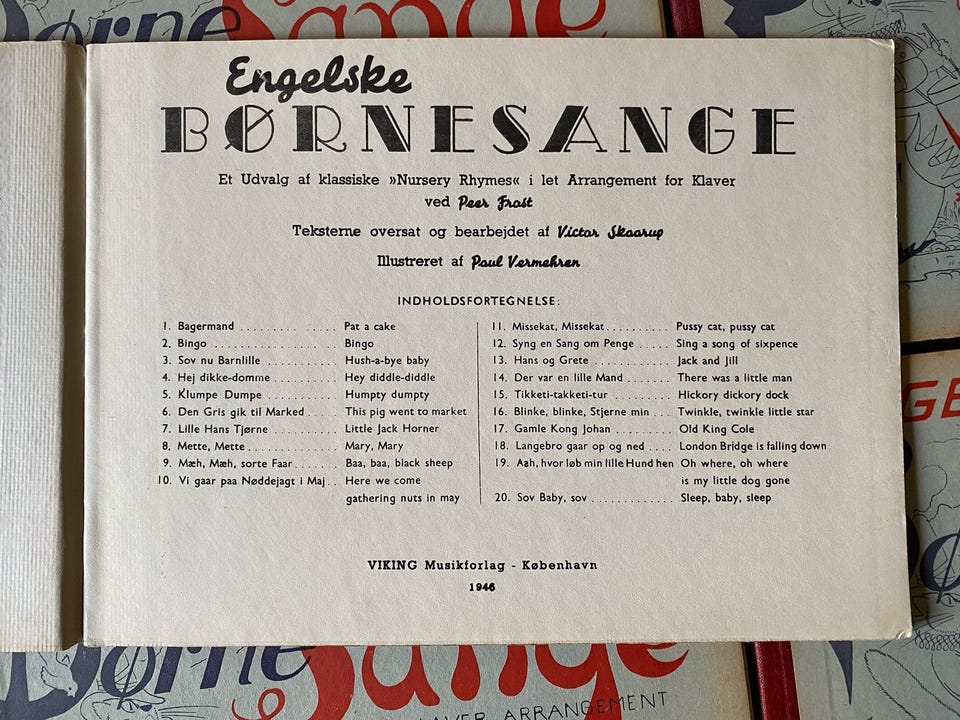 Børne Sange
Engelske
BØRNESANGE
Et Udvalg af klassiske »Nursery Rhymes« i let Arrangement for Klaver
ved Peer Frost
Teksterne oversat og bearbejdet af Victor Skaarup
Illustreret af Paul Vermehren
INDHOLDSFORTEGNELSE:
1. Bagermand . . . . . . . . . . . . . . Pat a cake
2. Bingo . . . . . . . . . . . . . . . . . . . Bingo
3. Sov nu Barnlille . . . . . . . . . . . Hush-a-bye baby
4. Hej dikke-domme . . . . . . . . . . Hey diddle-diddle
5. Klumpe Dumpe . . . . . . . . . . . . Humpty dumpty
6. Den Gris gik til Marked . . . . This pig went to market
7. Lille Hans Tjørne . . . . . . . . . . Little Jack Horner
8. Mette, Mette . . . . . . . . . . . . . . Mary, Mary
9. Mæh, Mæh, sorte Faar . . . . . . Baa, baa, black sheep
10. Vi gaar paa Nøddejagt i Maj . . Here we come
gathering nuts in may
11. Missekat, Missekat . . . . . . . . . . Pussy cat, pussy cat
12. Syng en Sang om Penge . . . . . Sing a song of sixpence
13. Hans og Grete . . . . . . . . . . . . Jack and Jill
14. Der var en lille Mand . . . . . . . There was a little man
15. Tikketi-takketi-tur . . . . . . . . . . Hickory dickory dock
16. Blinke, blinke, Stjerne min . . . Twinkle, twinkle little star
17. Gamle Kong Johan . . . . . . . . . Old King Cole
18. Langebro gaar op og ned . . . . . London Bridge is falling down
19. Aah, hvor løb min lille Hund hen Oh where, oh where
is my little dog gone
20. Sov Baby, sov . . . . . . . . . . . . Sleep, baby, sleep
VIKING Musikforlag - København
1946
GE
Børne Sange
KLAVER ARRANGEMENT